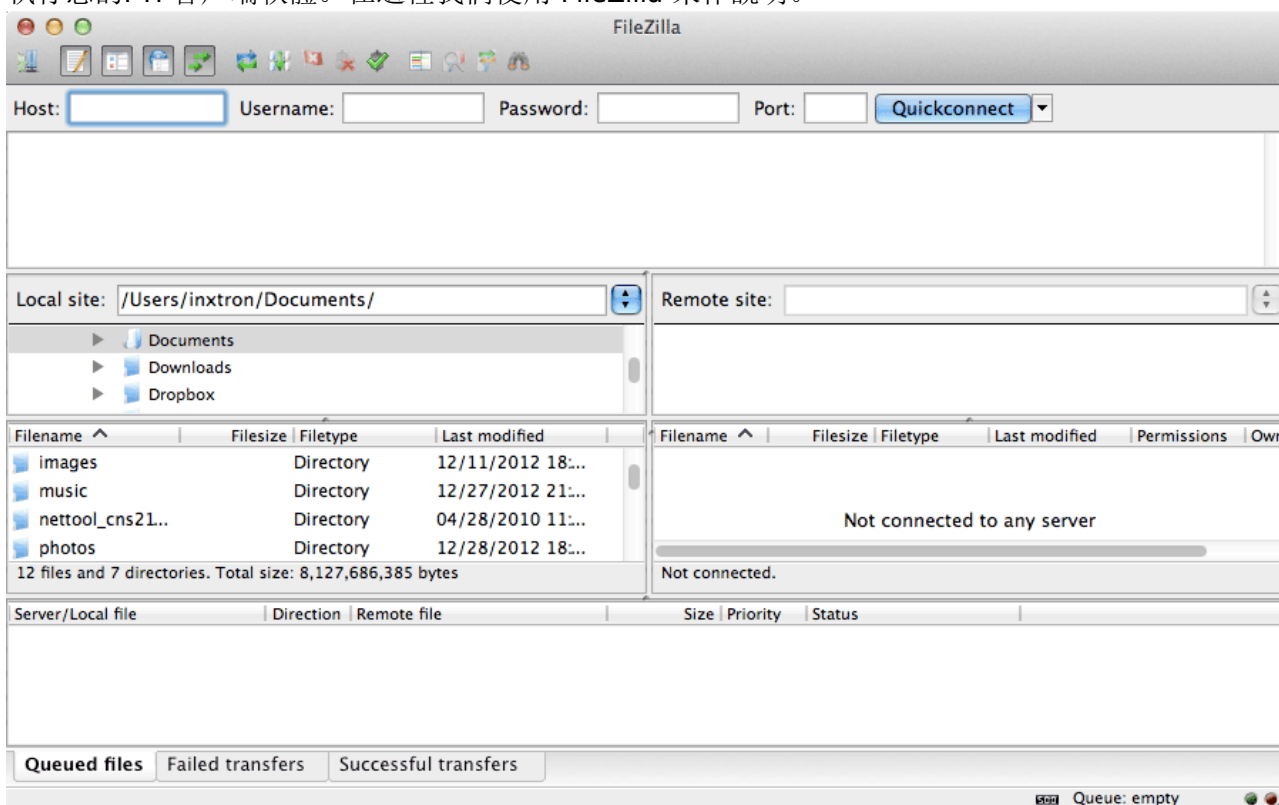 FileZilla
Host: Username: Password: Port: Quickconnect
Local site: /Users/inxtron/Documents/
Remote site:
Documents
Downloads
Dropbox
Filename Filesize Filetype Last modified
images Directory 12/11/2012 18:...
music Directory 12/27/2012 21:...
nettool_cns21... Directory 04/28/2010 11:...
photos Directory 12/28/2012 18:...
12 files and 7 directories. Total size: 8,127,686,385 bytes
Filename Filesize Filetype Last modified Permissions Own
Not connected to any server
Not connected.
Server/Local file Direction Remote file Size Priority Status
Queued files Failed transfers Successful transfers
Queue: empty